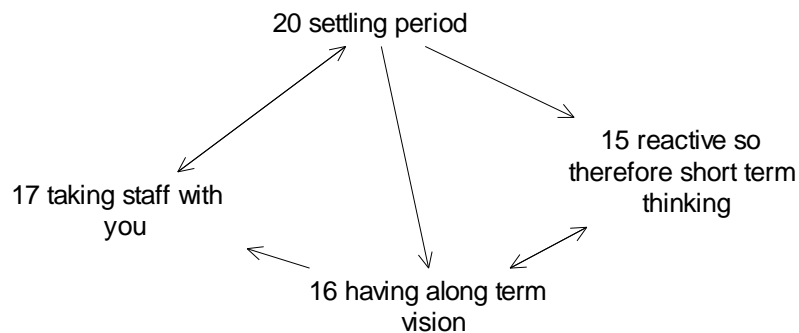 20 settling period
15 reactive so
therefore short term
thinking
17 taking staff with
you
16 having along term
vision